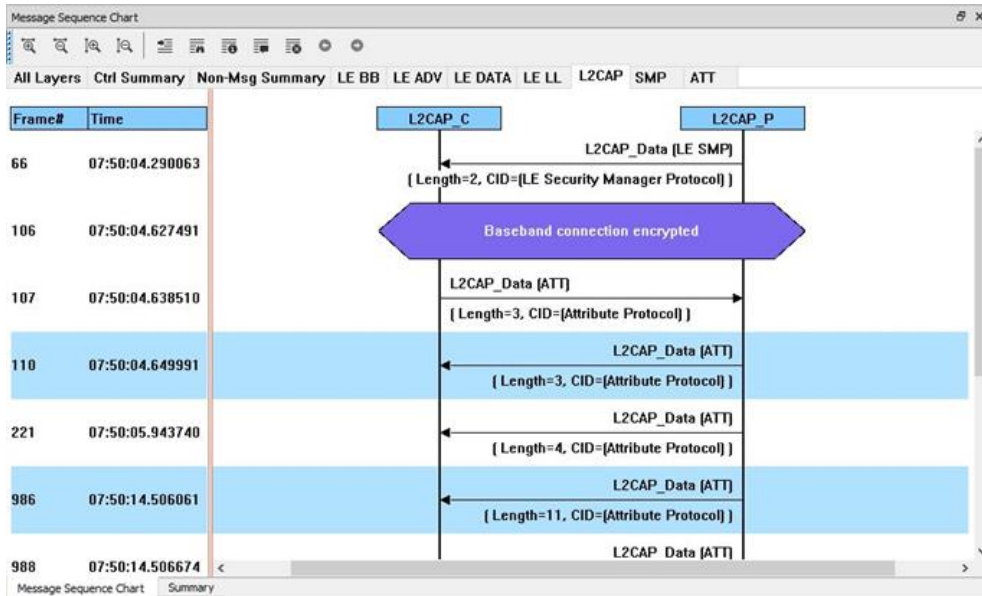 Message Sequence Chart
All Layers Ctrl Summary Non-Msg Summary LE BB LE ADV LE DATA LE LL L2CAP SMP ATT
Frame# Time L2CAP_C L2CAP_P
L2CAP_Data (LE SMP)
66 07:50:04.290063
( Length=2, CID=(LE Security Manager Protocol) )
106 07:50:04.627491 Baseband connection encrypted
L2CAP_Data (ATT)
107 07:50:04.638510
( Length=3, CID=(Attribute Protocol) )
L2CAP_Data (ATT)
110 07:50:04.649991
( Length=3, CID=(Attribute Protocol) )
L2CAP_Data (ATT)
221 07:50:05.943740
( Length=4, CID=(Attribute Protocol) )
L2CAP_Data (ATT)
986 07:50:14.506061
( Length=11, CID=(Attribute Protocol) )
L2CAP_Data (ATT)
988 07:50:14.506674
Message Sequence Chart Summary